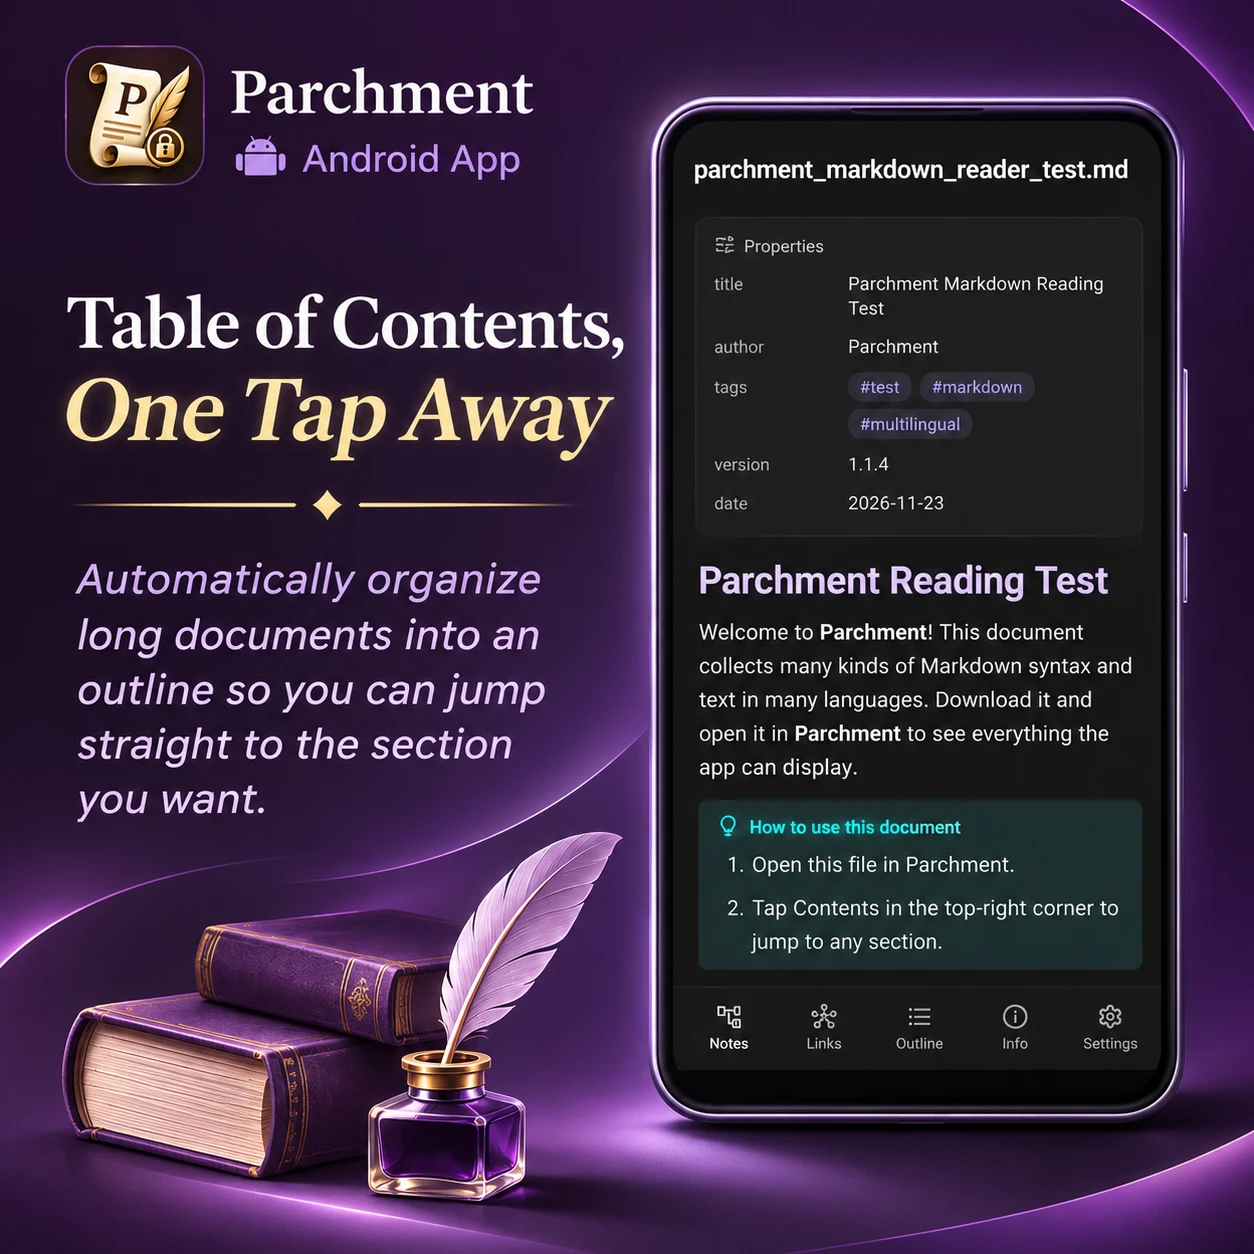 P
Parchment
Android App
Table of Contents,
One Tap Away
Automatically organize
long documents into an
outline so you can jump
straight to the section
you want.
parchment_markdown_reader_test.md
Properties
title Parchment Markdown Reading
Test
author Parchment
tags #test #markdown
#multilingual
version 1.1.4
date 2026-11-23
Parchment Reading Test
Welcome to Parchment! This document
collects many kinds of Markdown syntax and
text in many languages. Download it and
open it in Parchment to see everything the
app can display.
How to use this document
1. Open this file in Parchment.
2. Tap Contents in the top-right corner to
jump to any section.
Notes Links Outline Info Settings